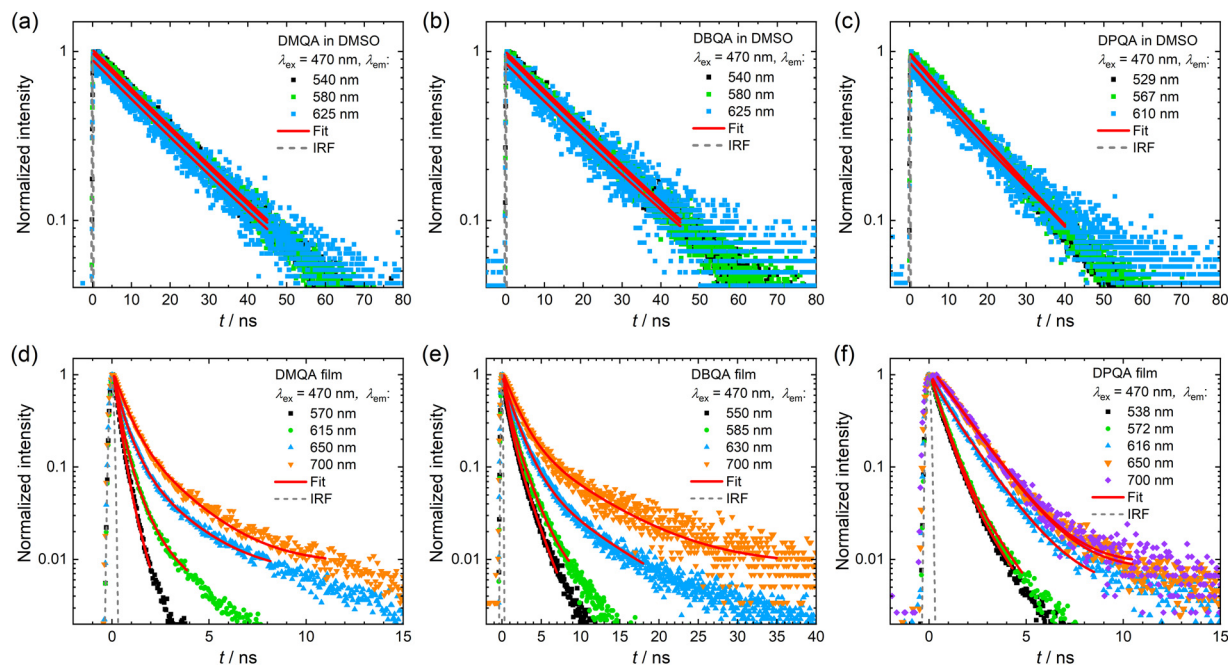 (a)
DMQA in DMSO
λex = 470 nm, λem:
540 nm
580 nm
625 nm
Fit
IRF
Normalized intensity
1
0.1
0 10 20 30 40 50 60 70 80
t / ns
(b)
DBQA in DMSO
λex = 470 nm, λem:
540 nm
580 nm
625 nm
Fit
IRF
Normalized intensity
1
0.1
0 10 20 30 40 50 60 70 80
t / ns
(c)
DPQA in DMSO
λex = 470 nm, λem:
529 nm
567 nm
610 nm
Fit
IRF
Normalized intensity
1
0.1
0 10 20 30 40 50 60 70 80
t / ns
(d)
DMQA film
λex = 470 nm, λem:
570 nm
615 nm
650 nm
700 nm
Fit
IRF
Normalized intensity
1
0.1
0.01
0 5 10 15
t / ns
(e)
DBQA film
λex = 470 nm, λem:
550 nm
585 nm
630 nm
700 nm
Fit
IRF
Normalized intensity
1
0.1
0.01
0 5 10 15 20 25 30 35 40
t / ns
(f)
DPQA film
λex = 470 nm, λem:
538 nm
572 nm
616 nm
650 nm
700 nm
Fit
IRF
Normalized intensity
1
0.1
0.01
0 5 10 15
t / ns